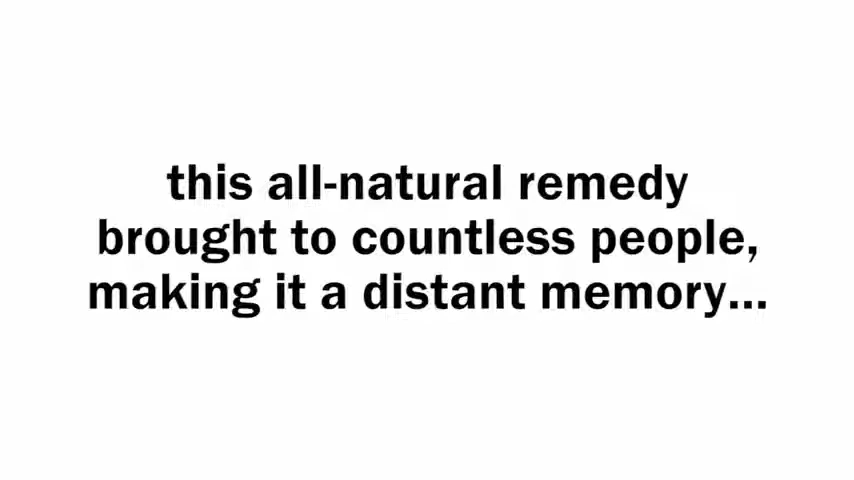 this all-natural remedy
brought to countless people,
making it a distant memory...